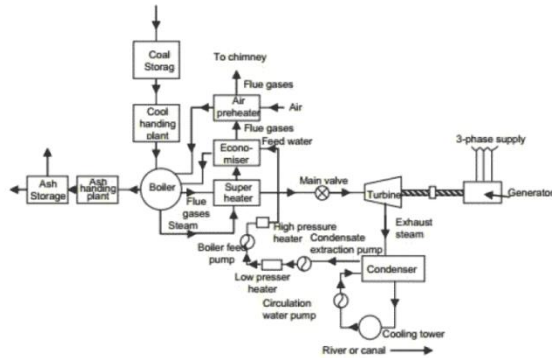 Coal
Storag
To chimney
Flue gases
Cool
handing
plant
Air
preheater
Air
Flue gases
Feed water
Econo-
miser
3-phase supply
Main valve
Ash
Storage
Ash
handing
plant
Boiler
Super
heater
Turbine
Generator
Flue
gases
Steam
High pressure
heater
Exhaust
steam
Boiler feed
pump
Condensate
extraction pump
Low presser
heater
Condenser
Circulation
water pump
Cooling tower
River or canal